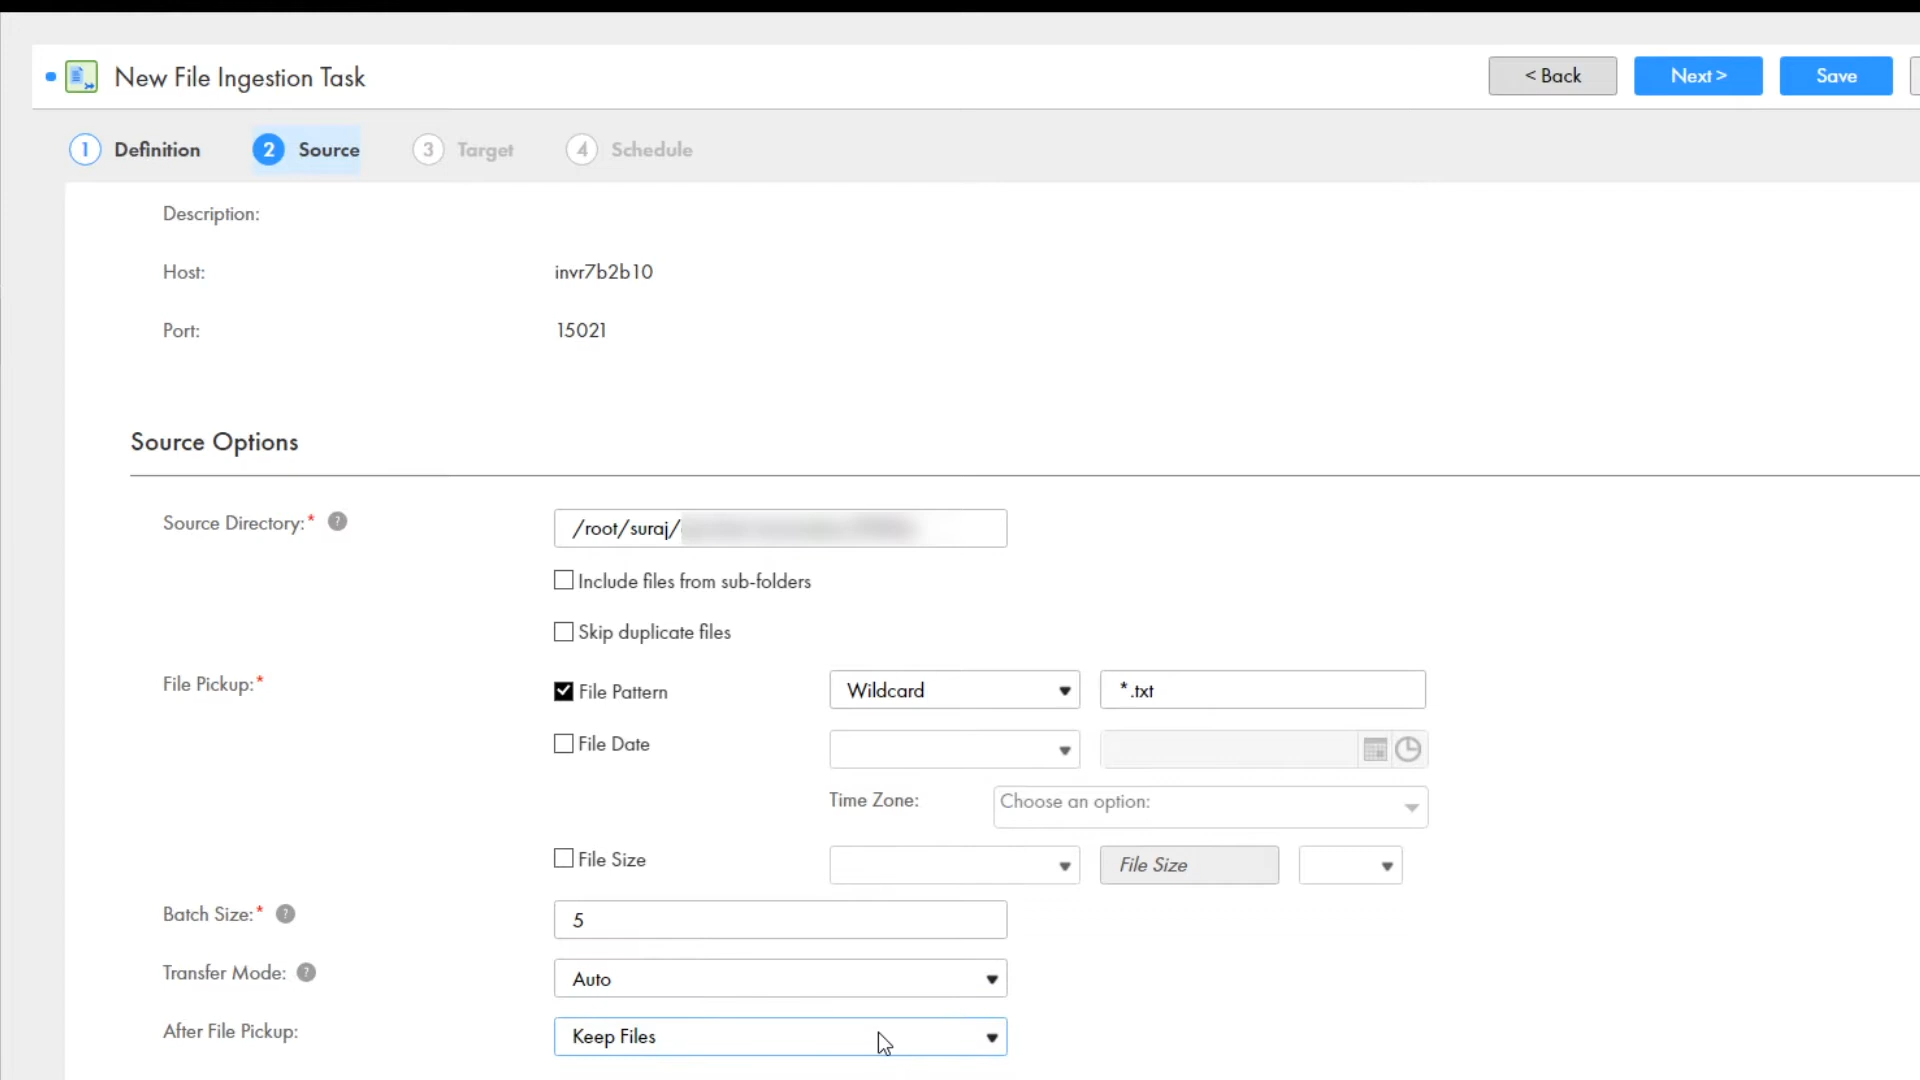 New File Ingestion Task
< Back
Next >
Save
1 Definition
2 Source
3 Target
4 Schedule
Description:
Host: invr7b2b10
Port: 15021
Source Options
Source Directory:* ? /root/suraj/
Include files from sub-folders
Skip duplicate files
File Pickup:* File Pattern Wildcard *.txt
File Date
Time Zone: Choose an option:
File Size File Size
Batch Size:* ? 5
Transfer Mode: ? Auto
After File Pickup: Keep Files